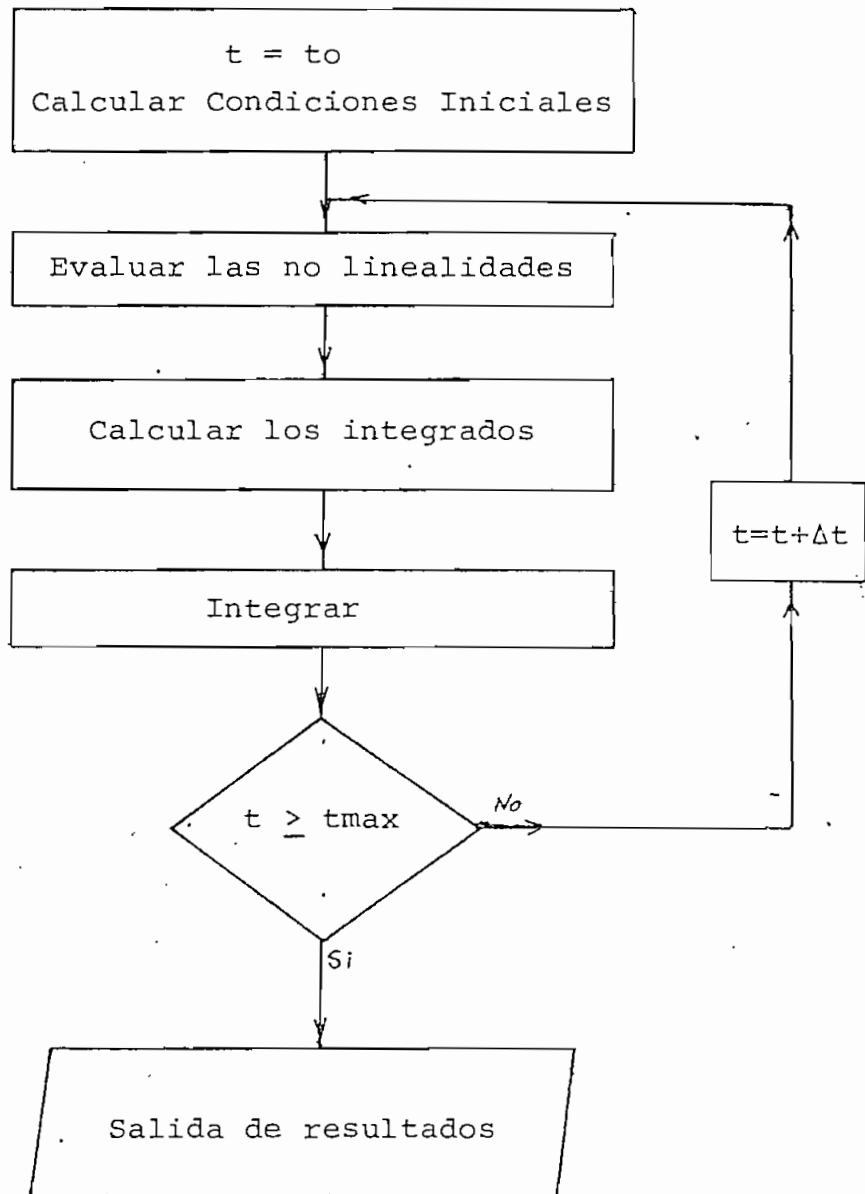 t = to
Calcular Condiciones Iniciales
Evaluar las no linealidades
Calcular los integrados
t=t+Δt
Integrar
t ≥ tmax
No
Si
Salida de resultados